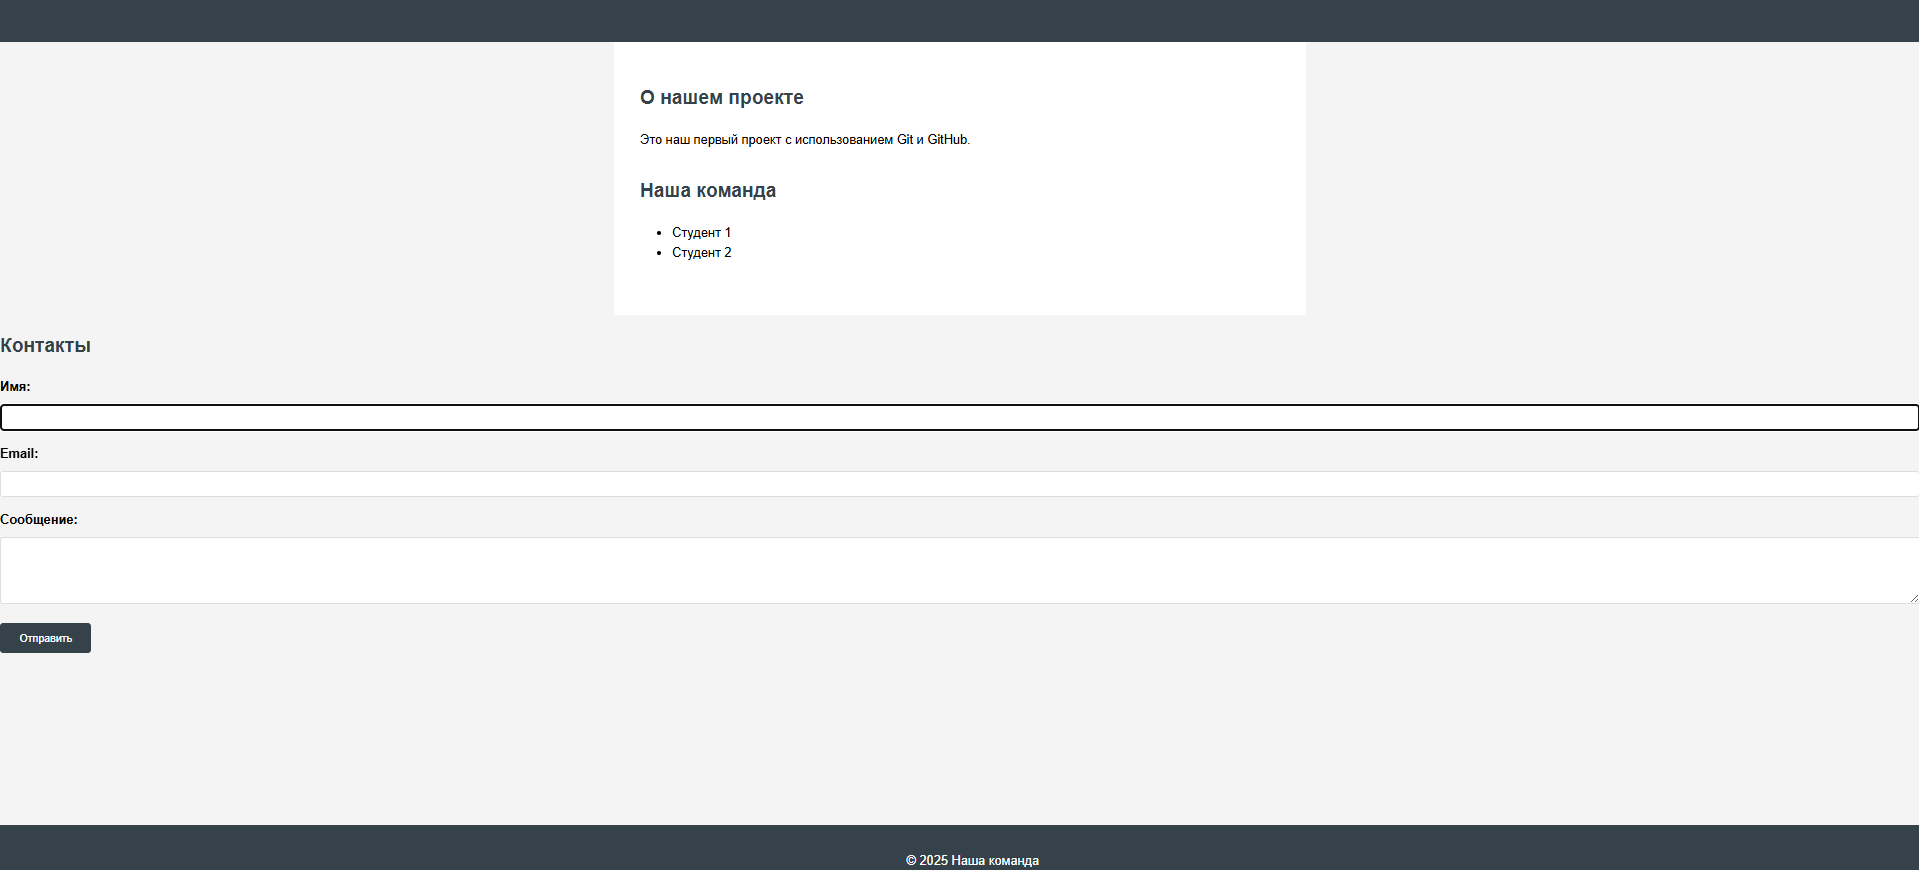 О нашем проекте
Это наш первый проект с использованием Git и GitHub.
Наша команда
Студент 1
Студент 2
Контакты
Имя:
Email:
Сообщение:
Отправить
© 2025 Наша команда